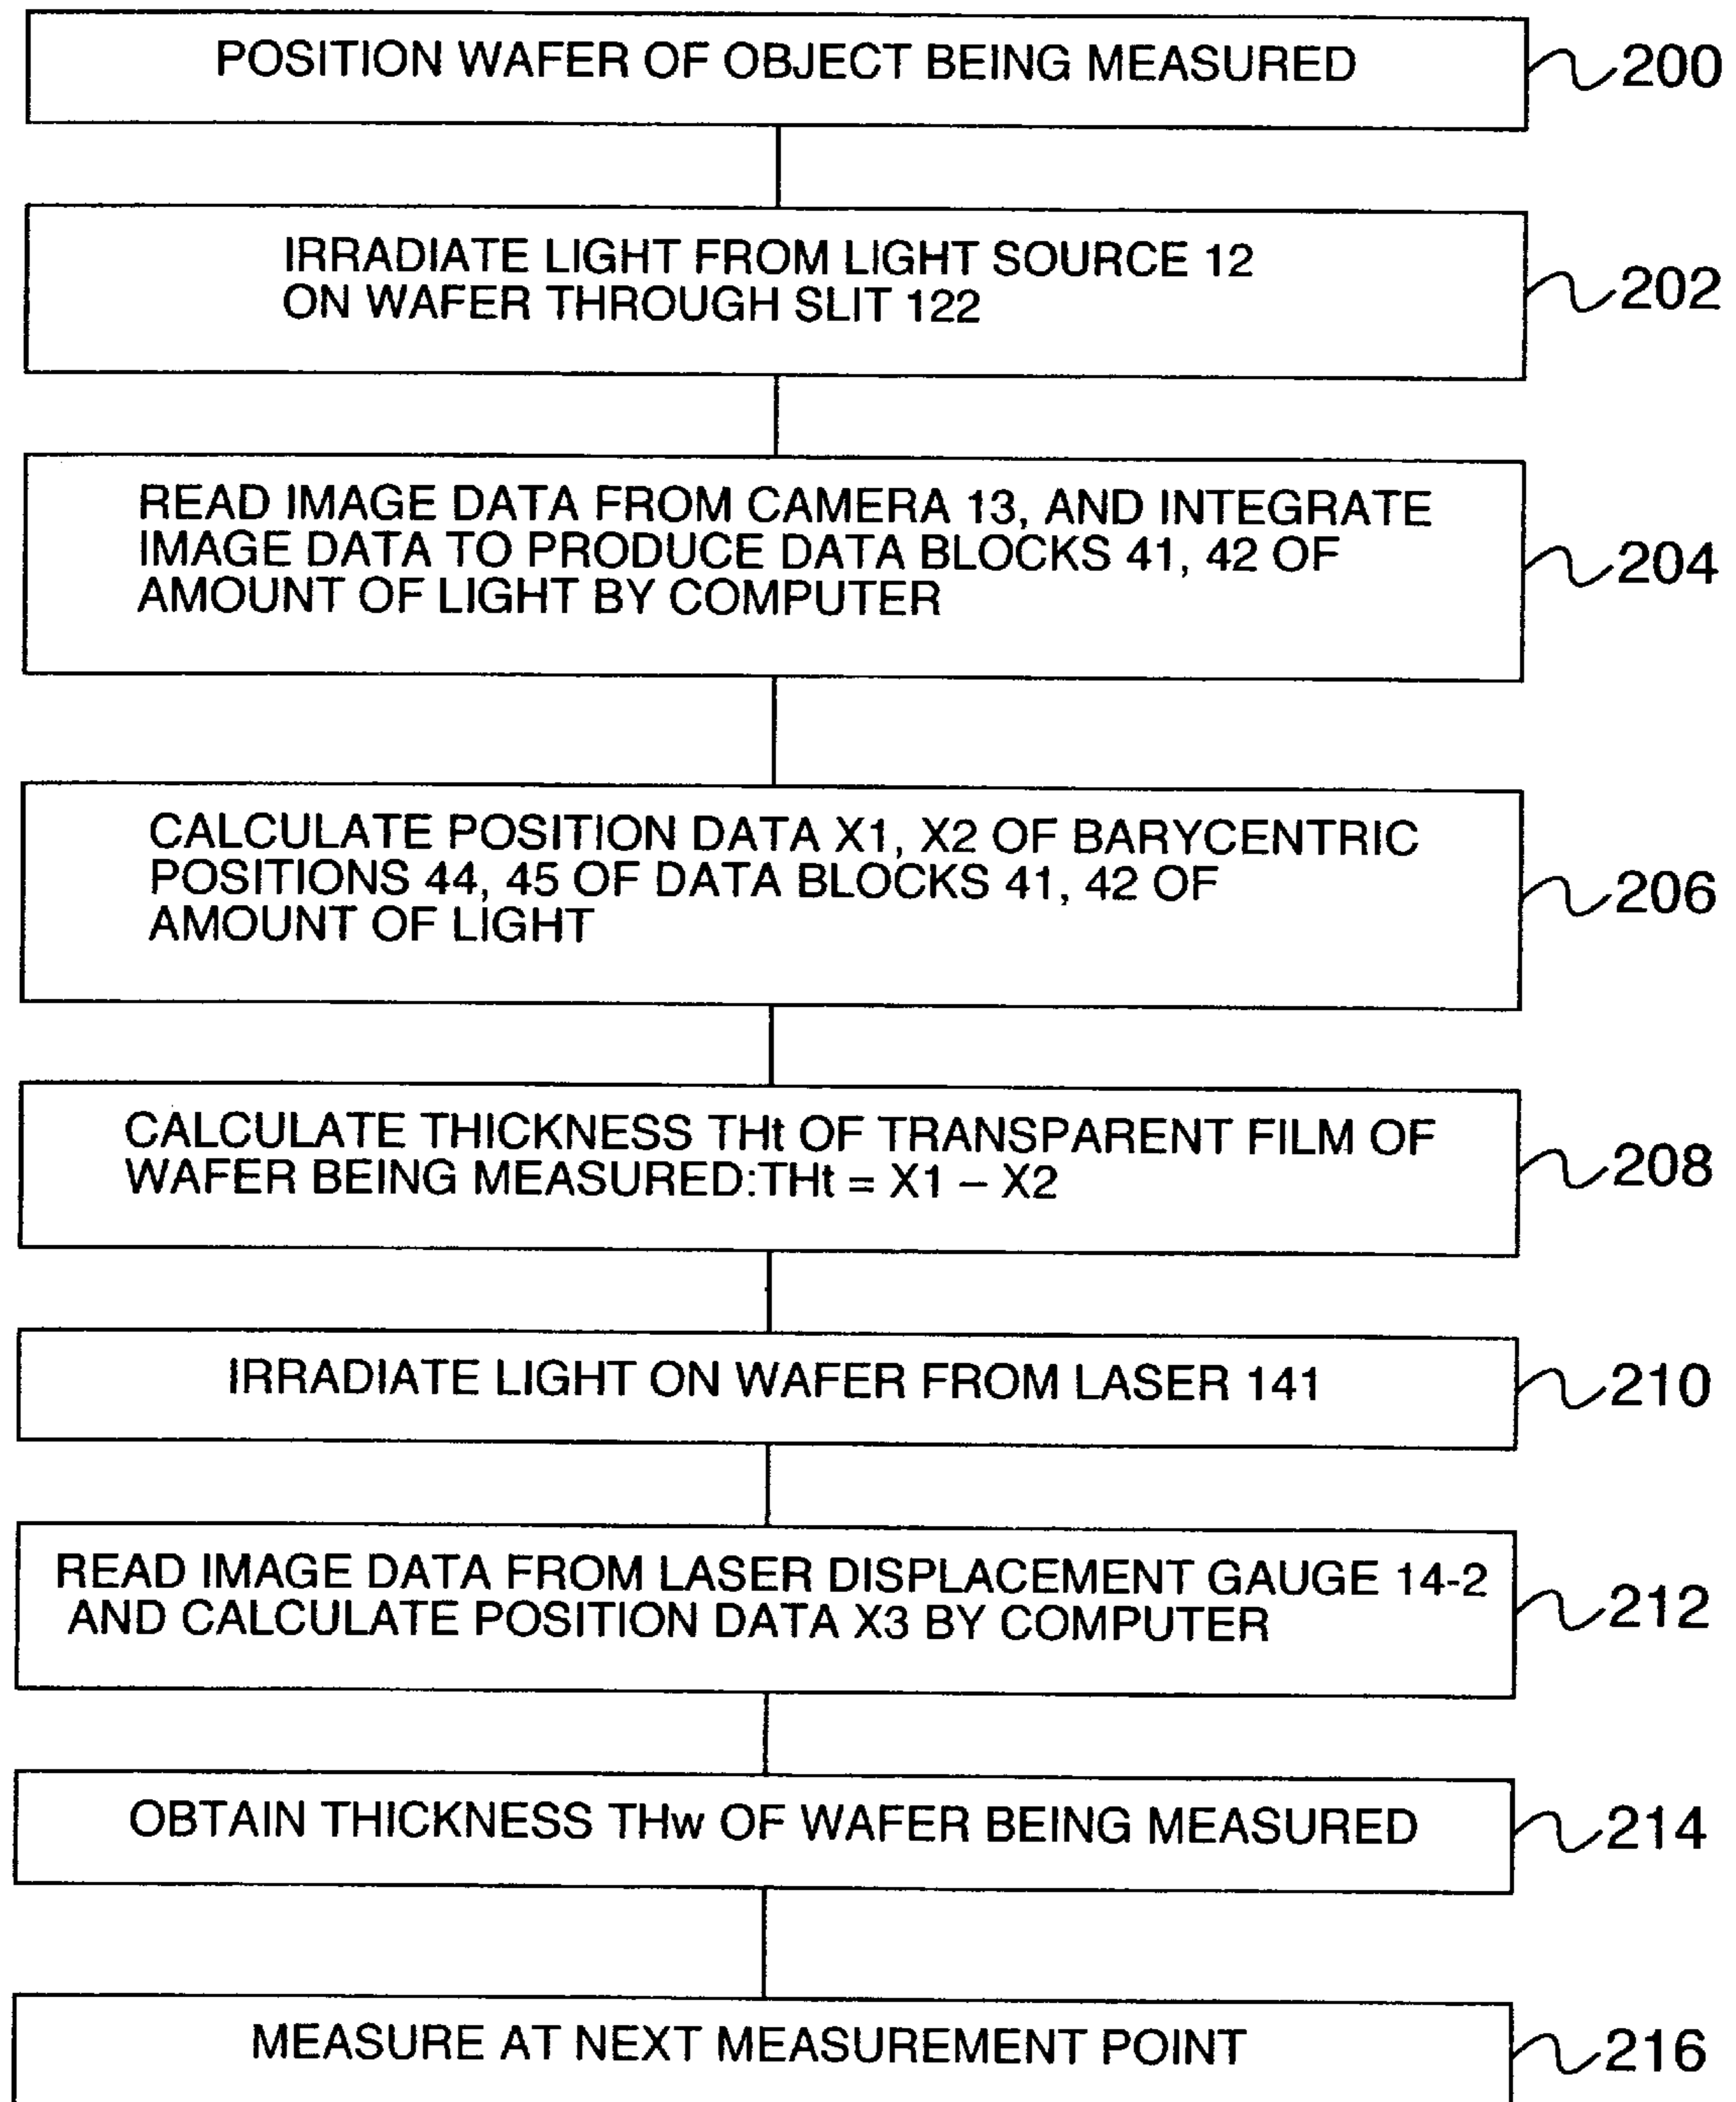 POSITION WAFER OF OBJECT BEING MEASURED
200
IRRADIATE LIGHT FROM LIGHT SOURCE 12
ON WAFER THROUGH SLIT 122
202
READ IMAGE DATA FROM CAMERA 13, AND INTEGRATE
IMAGE DATA TO PRODUCE DATA BLOCKS 41, 42 OF
AMOUNT OF LIGHT BY COMPUTER
204
CALCULATE POSITION DATA X1, X2 OF BARYCENTRIC
POSITIONS 44, 45 OF DATA BLOCKS 41, 42 OF
AMOUNT OF LIGHT
206
CALCULATE THICKNESS THt OF TRANSPARENT FILM OF
WAFER BEING MEASURED:THt = X1 – X2
208
IRRADIATE LIGHT ON WAFER FROM LASER 141
210
READ IMAGE DATA FROM LASER DISPLACEMENT GAUGE 14-2
AND CALCULATE POSITION DATA X3 BY COMPUTER
212
OBTAIN THICKNESS THw OF WAFER BEING MEASURED
214
MEASURE AT NEXT MEASUREMENT POINT
216